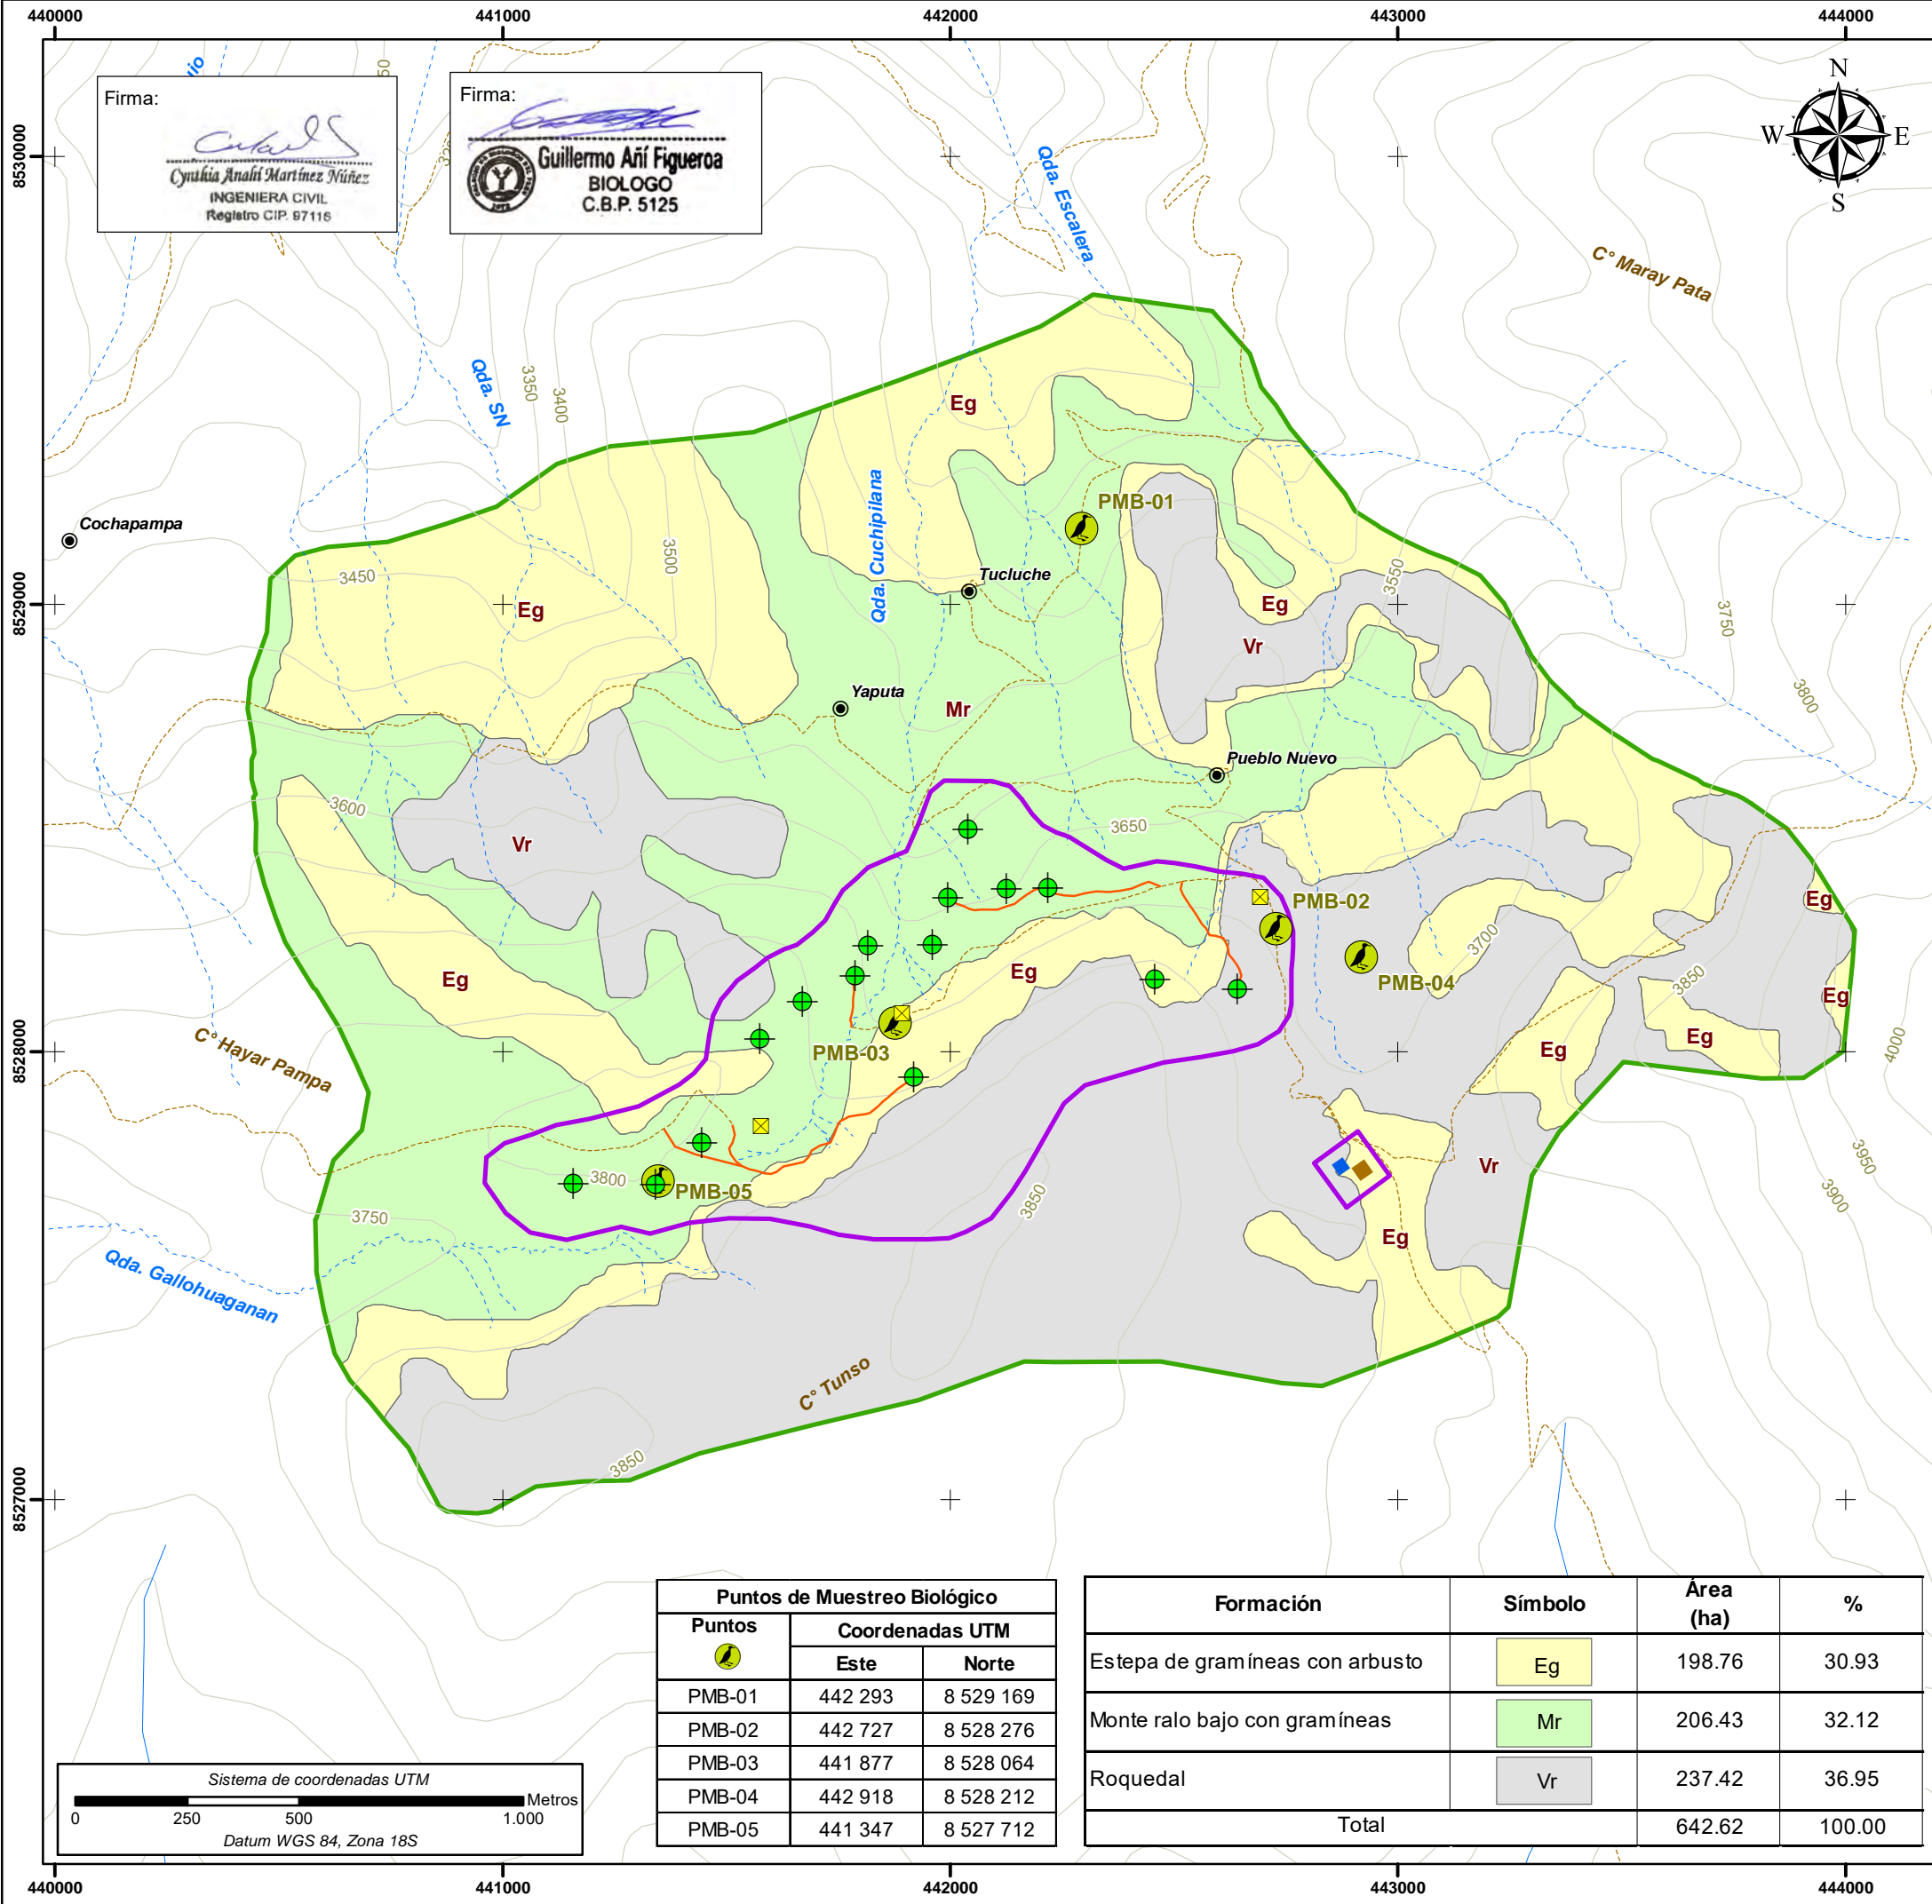 440000 441000 442000 443000 444000
8530000
8529000
8528000
8527000
Firma:
Cynthia Analí Martínez Núñez
INGENIERA CIVIL
Registro CIP. 97116
Firma:
Guillermo Añí Figueroa
BIOLOGO
C.B.P. 5125
N
W E
S
Qda. Escalera
C° Maray Pata
Qda. SN
3350
3400
Eg
Qda. Cuchipilana
PMB-01
Cochapampa
3450
3500
Eg
Tucluche
3550
Eg
Vr
3750
3800
Yaputa
Mr
Pueblo Nuevo
3600
Vr
3650
PMB-02
Eg
3700
PMB-04
Eg
Eg
3850
Eg
Eg
Eg
4000
C° Hayar Pampa
PMB-03
3800
PMB-05
3750
3850
Vr
3950
3900
Eg
Qda. Gallohuaganan
C° Tunso
3850
Puntos de Muestreo Biológico
Puntos Coordenadas UTM
Este Norte
PMB-01 442 293 8 529 169
PMB-02 442 727 8 528 276
PMB-03 441 877 8 528 064
PMB-04 442 918 8 528 212
PMB-05 441 347 8 527 712
Formación Símbolo Área (ha) %
Estepa de gramíneas con arbusto Eg 198.76 30.93
Monte ralo bajo con gramíneas Mr 206.43 32.12
Roquedal Vr 237.42 36.95
Total 642.62 100.00
Sistema de coordenadas UTM
Metros
0 250 500 1.000
Datum WGS 84, Zona 18S
440000 441000 442000 443000 444000